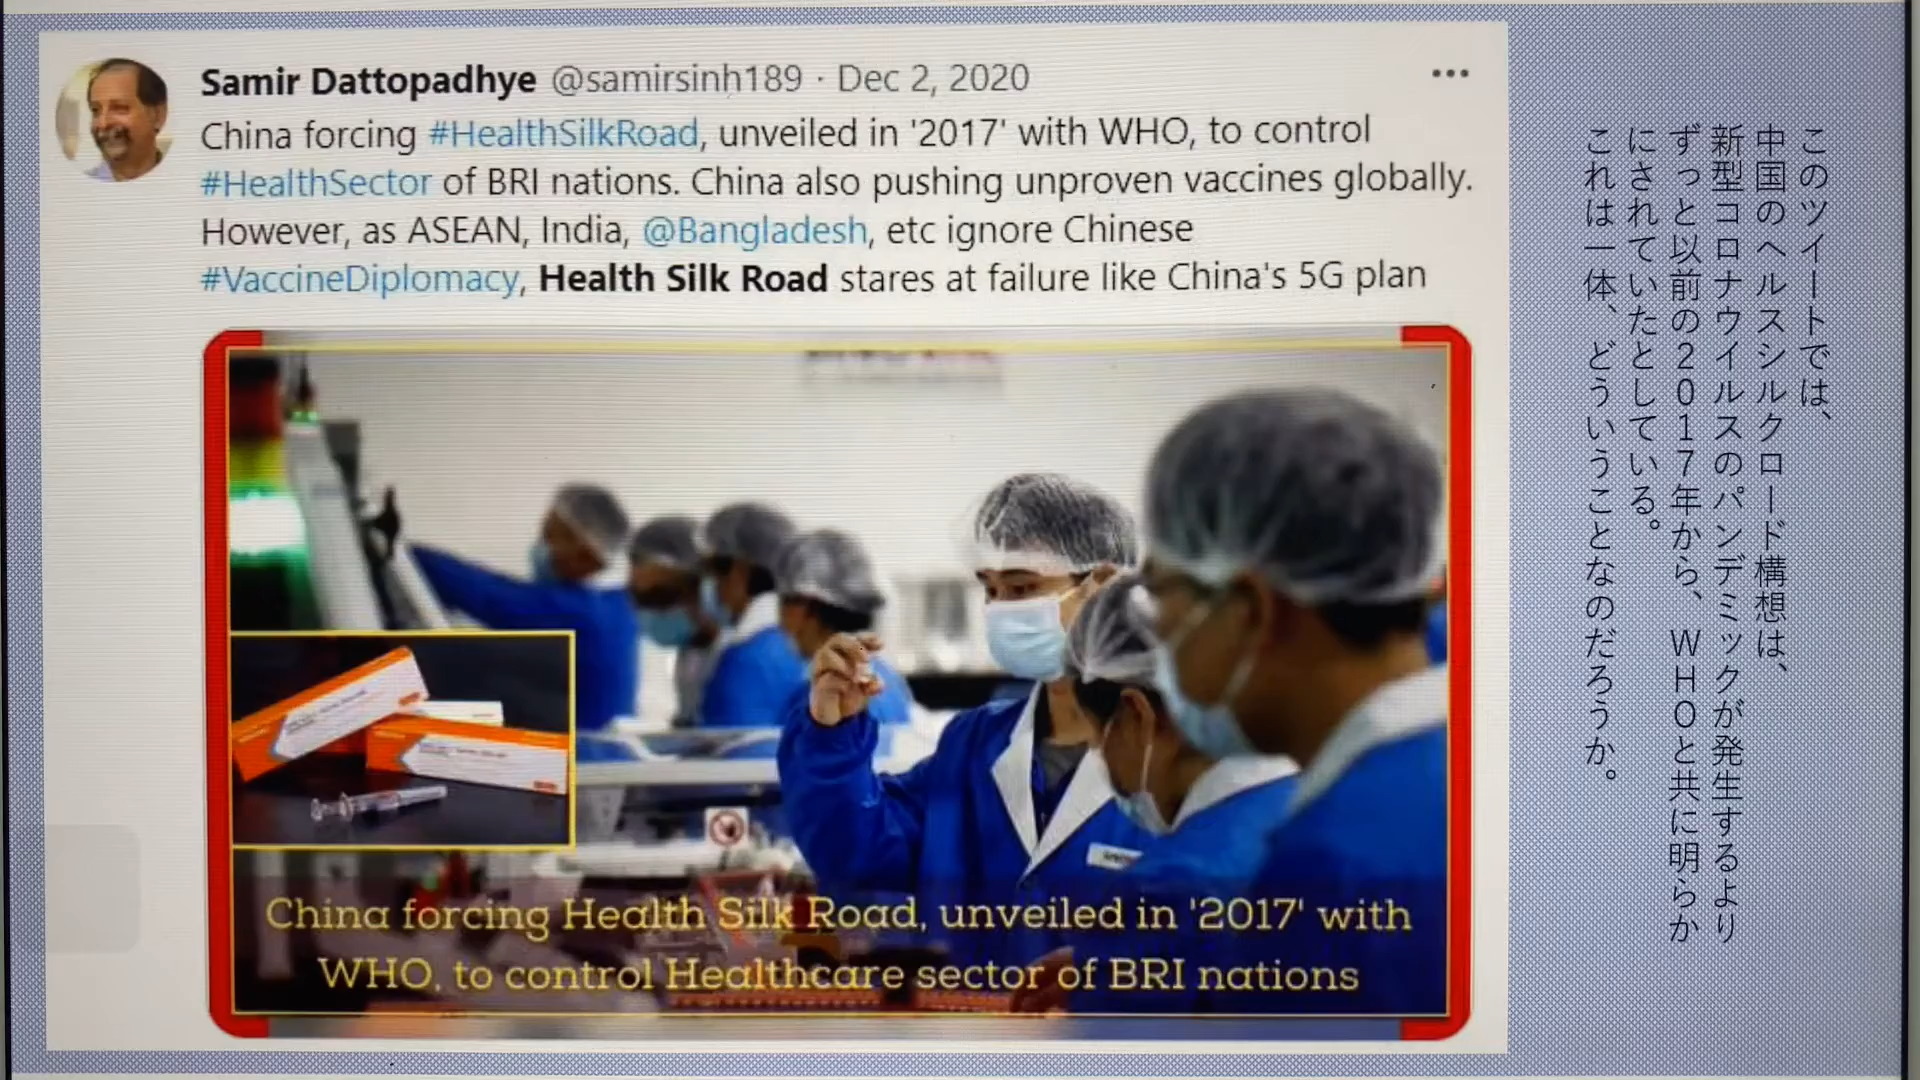 Samir Dattopadhye @samirsinh189 · Dec 2, 2020
China forcing #HealthSilkRoad, unveiled in '2017' with WHO, to control
#HealthSector of BRI nations. China also pushing unproven vaccines globally.
However, as ASEAN, India, @Bangladesh, etc ignore Chinese
#VaccineDiplomacy, Health Silk Road stares at failure like China's 5G plan
China forcing Health Silk Road, unveiled in '2017' with
WHO, to control Healthcare sector of BRI nations
このツイートでは、
中国のヘルスシルクロード構想は、
新型コロナウイルスのパンデミックが発生するより
ずっと以前の2017年から、WHOと共に明らか
にされていたとしている。
これは一体、どういうことなのだろうか。